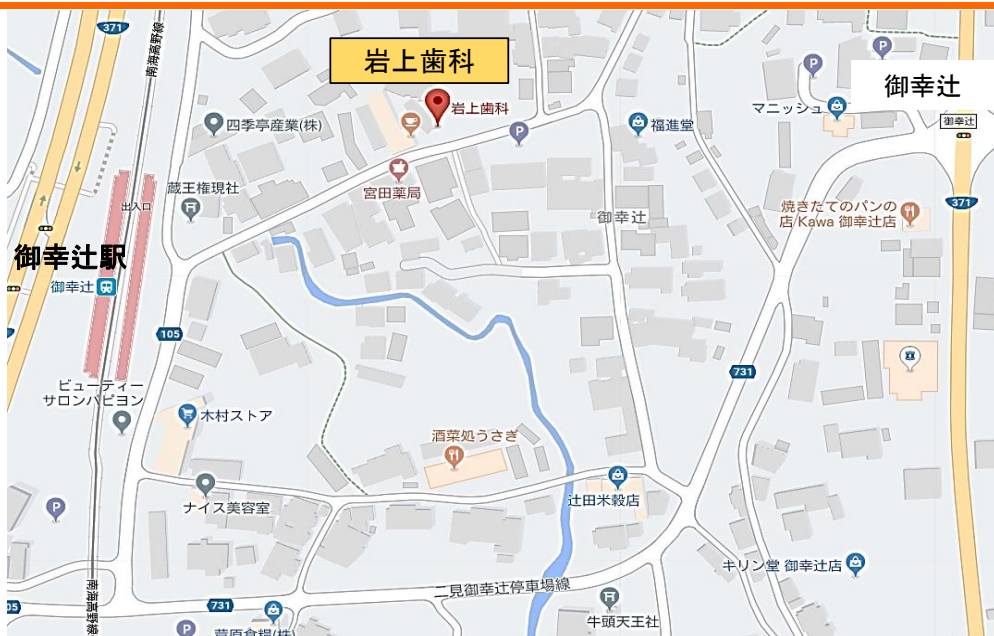 371
南海高野線
岩上歯科
P
P
御幸辻
マニッシュ
御幸辻
岩上歯科
四季亭産業(株)
P
福進堂
宮田薬局
蔵王権現社
出入口
371
焼きたてのパンの
店/Kawa 御幸辻店
御幸辻
御幸辻駅
御幸辻
105
731
ビューティー
サロンパピヨン
木村ストア
酒菜処うさぎ
辻田米穀店
ナイス美容室
P
キリン堂 御幸辻店
二見御幸辻停車場線
南海高野線
05
731
牛頭天王社
P